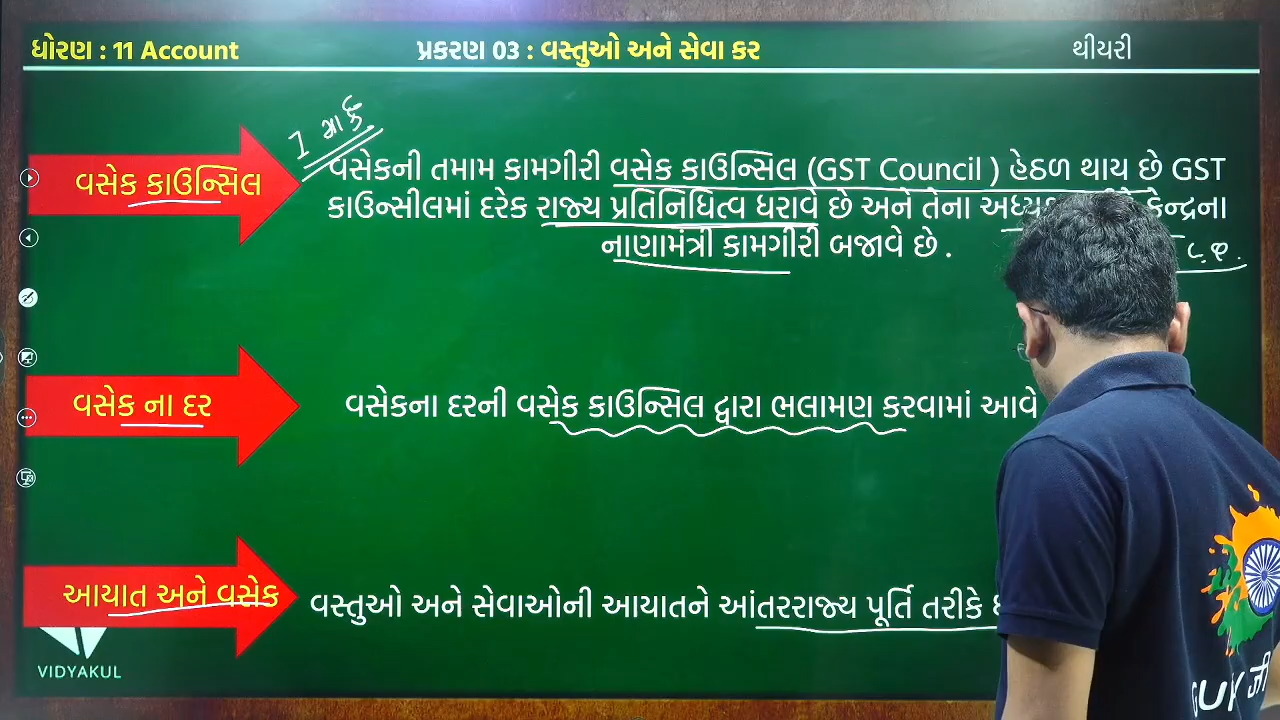 ધોરણ : 11 Account
પ્રકરણ 03 : વસ્તુઓ અને સેવા કર
થીયરી
1 માર્ક
વસેક કાઉન્સિલ
વસેકની તમામ કામગીરી વસેક કાઉન્સિલ (GST Council ) હેઠળ થાય છે GST
કાઉન્સીલમાં દરેક રાજ્ય પ્રતિનિધિત્વ ધરાવે છે અને તેના કેન્દ્રના
નાણામંત્રી કામગીરી બજાવે છે .
વસેક ના દર
વસેકના દરની વસેક કાઉન્સિલ દ્વારા ભલામણ કરવામાં આવે
આયાત અને વસેક
વસ્તુઓ અને સેવાઓની આયાતને આંતરરાજ્ય પૂર્તિ તરીકે
VIDYAKUL